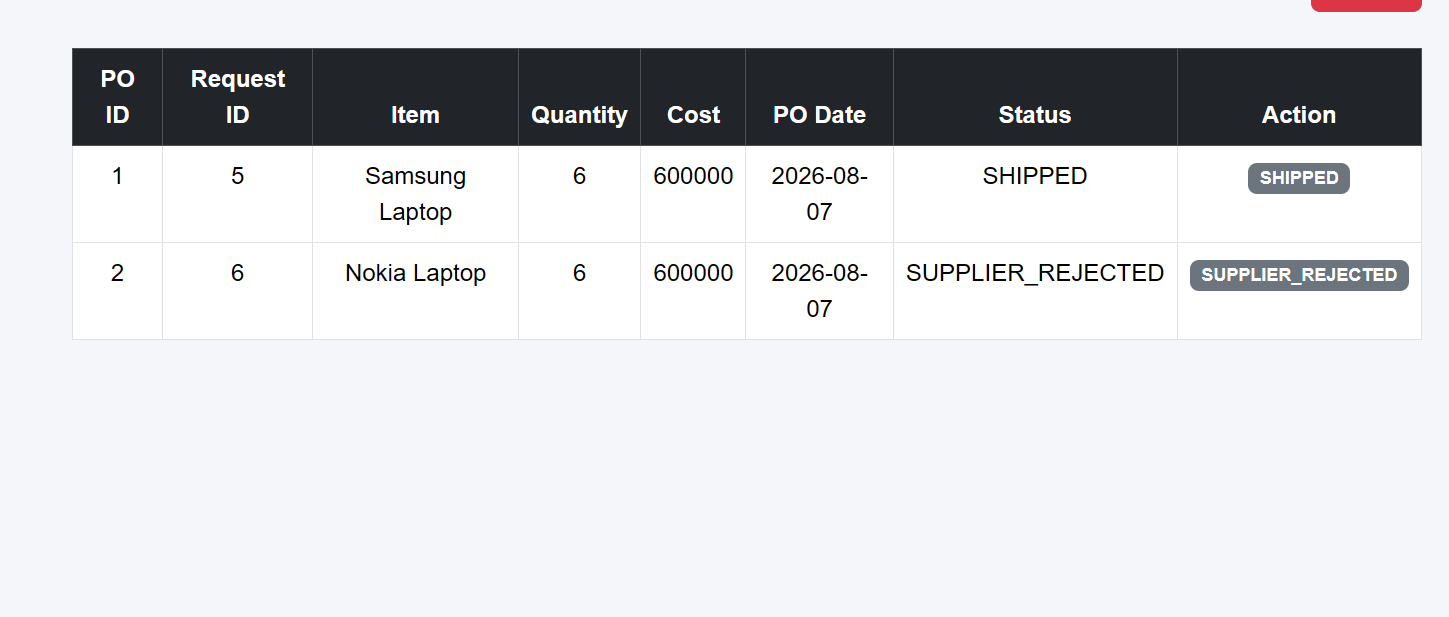 PO ID Request ID Item Quantity Cost PO Date Status Action
1 5 Samsung Laptop 6 600000 2026-08-07 SHIPPED SHIPPED
2 6 Nokia Laptop 6 600000 2026-08-07 SUPPLIER_REJECTED SUPPLIER_REJECTED